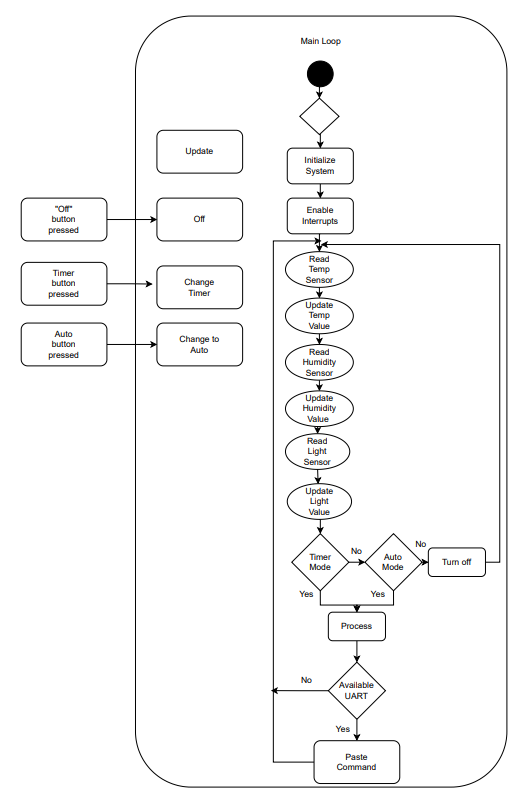 Main Loop
Update
Initialize
System
"Off"
button
pressed
Off
Enable
Interrupts
Timer
button
pressed
Change
Timer
Read
Temp
Sensor
Auto
button
pressed
Change to
Auto
Update
Temp
Value
Read
Humidity
Sensor
Update
Humidity
Value
Read
Light
Sensor
Update
Light
Value
Timer
Mode
No
Auto
Mode
No
Turn off
Yes
Yes
Process
Available
UART
No
Yes
Paste
Command